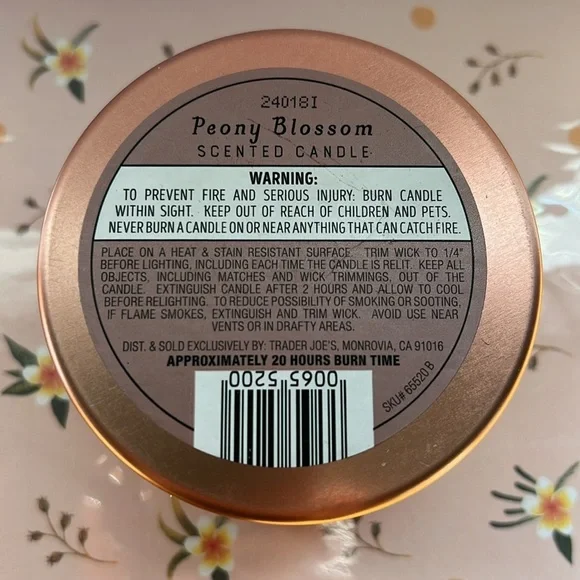 24018I
Peony Blossom
SCENTED CANDLE
WARNING:
TO PREVENT FIRE AND SERIOUS INJURY: BURN CANDLE
WITHIN SIGHT. KEEP OUT OF REACH OF CHILDREN AND PETS.
NEVER BURN A CANDLE ON OR NEAR ANYTHING THAT CAN CATCH FIRE.
PLACE ON A HEAT & STAIN RESISTANT SURFACE. TRIM WICK TO 1/4"
BEFORE LIGHTING, INCLUDING EACH TIME THE CANDLE IS RELIT. KEEP ALL
OBJECTS, INCLUDING MATCHES AND WICK TRIMMINGS, OUT OF THE
CANDLE. EXTINGUISH CANDLE AFTER 2 HOURS AND ALLOW TO COOL
BEFORE RELIGHTING. TO REDUCE POSSIBILITY OF SMOKING OR SOOTING,
IF FLAME SMOKES, EXTINGUISH AND TRIM WICK. AVOID USE NEAR
VENTS OR IN DRAFTY AREAS.
DIST. & SOLD EXCLUSIVELY BY: TRADER JOE'S, MONROVIA, CA 91016
APPROXIMATELY 20 HOURS BURN TIME
0065 5200
SKU# 65520 B